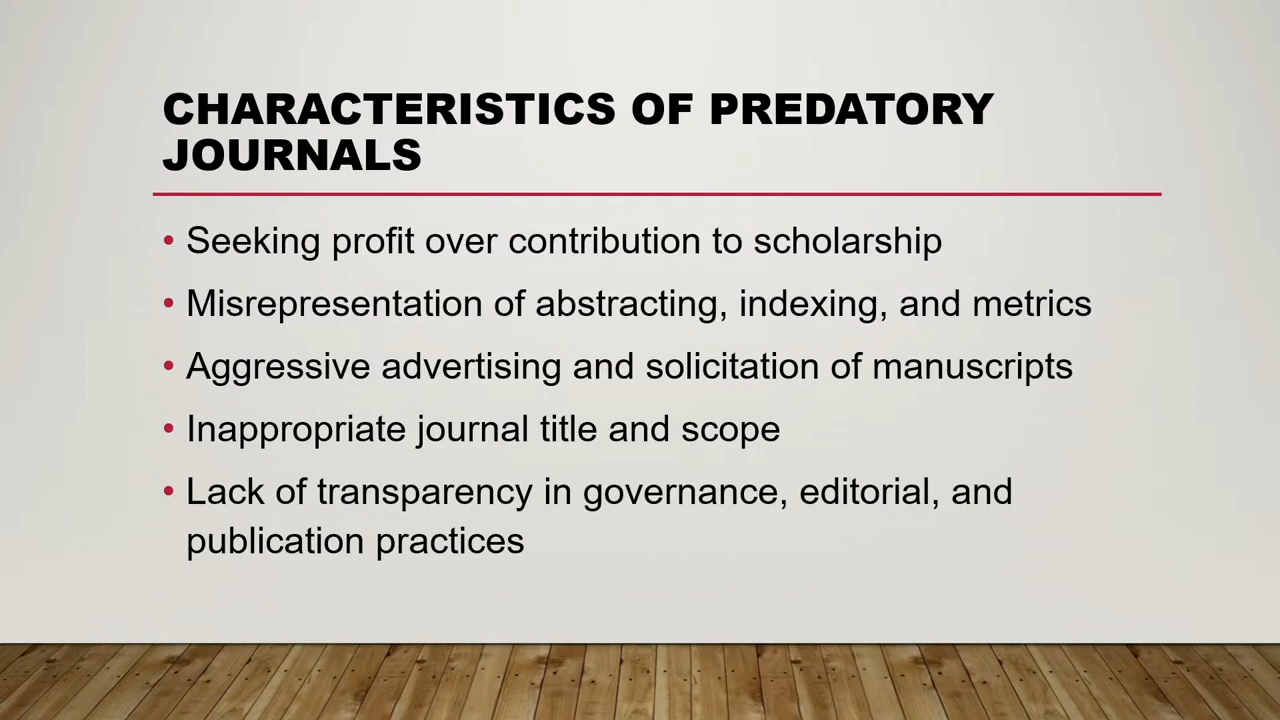 CHARACTERISTICS OF PREDATORY
JOURNALS
• Seeking profit over contribution to scholarship
• Misrepresentation of abstracting, indexing, and metrics
• Aggressive advertising and solicitation of manuscripts
• Inappropriate journal title and scope
• Lack of transparency in governance, editorial, and
publication practices